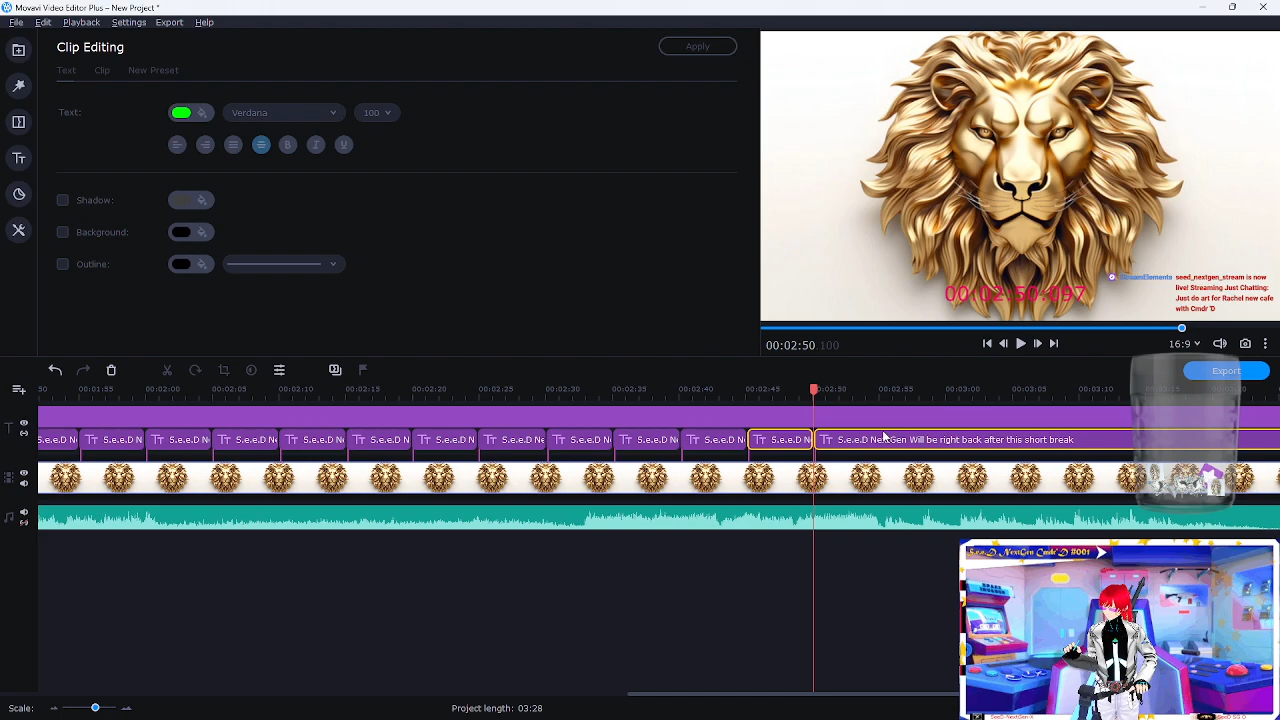 Movavi Video Editor Plus – New Project *
File Edit Playback Settings Export Help
Clip Editing
Apply
Text Clip New Preset
Text:
Verdana
100
B I U
Shadow:
Background:
Outline:
StreamElements seed_nextgen_stream is now
live! Streaming Just Chatting:
Just do art for Rachel new cafe
with Cmdr 'D
00:02:50:097
00:02:50.100
16:9
Export
00:01:55 00:02:00 00:02:05 00:02:10 00:02:15 00:02:20 00:02:25 00:02:30 00:02:35 00:02:40 00:02:45 00:02:50 00:02:55 00:03:00 00:03:05 00:03:10
S.e.e.D NextGen Will be right back after this short break
S.e.e.D NextGen Cmdr'D #001
Scale:
Project length: 03:28